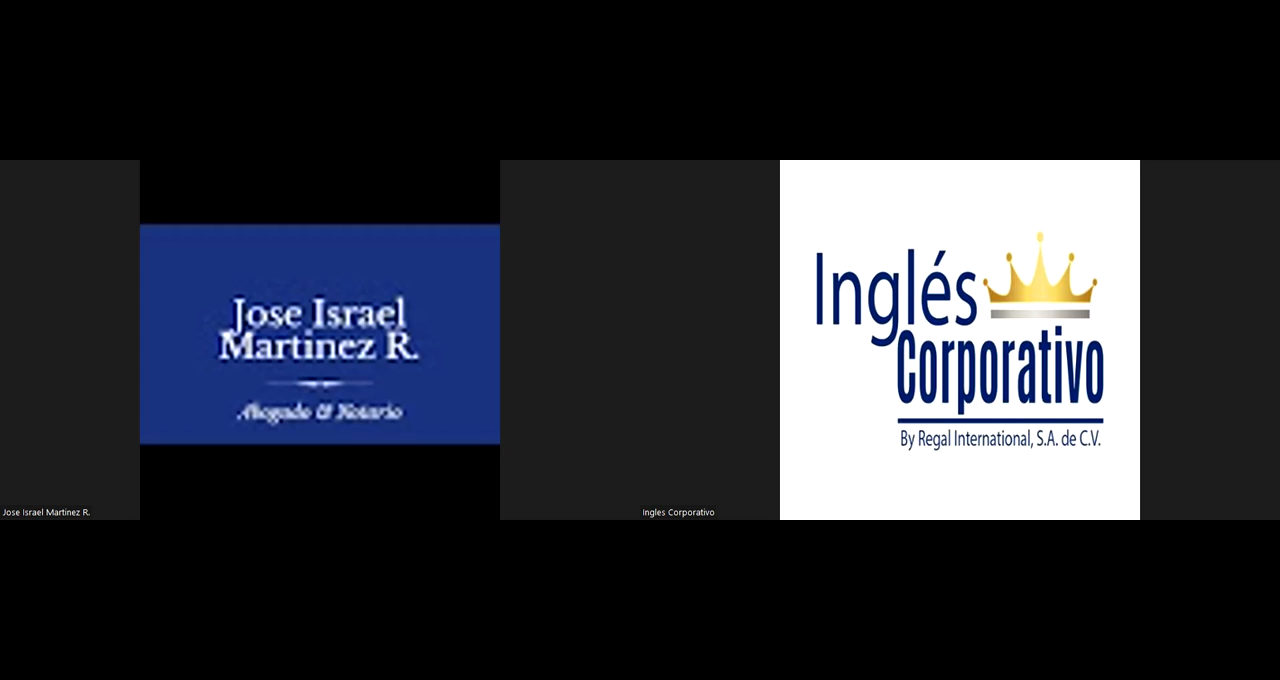 Jose Israel
Martinez R.
Abogado & Notario
Jose Israel Martinez R.
Inglés
Corporativo
By Regal International, S.A. de C.V.
Ingles Corporativo